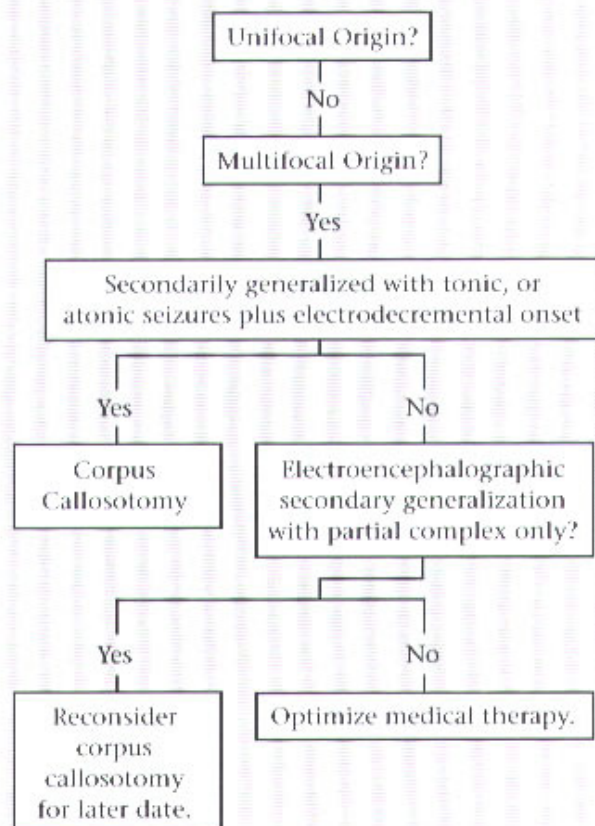 Unifocal Origin?
No
Multifocal Origin?
Yes
Secondarily generalized with tonic, or
atonic seizures plus electrodecremental onset
Yes
No
Corpus
Callosotomy
Electroencephalographic
secondary generalization
with partial complex only?
Yes
No
Reconsider
corpus
callosotomy
for later date.
Optimize medical therapy.